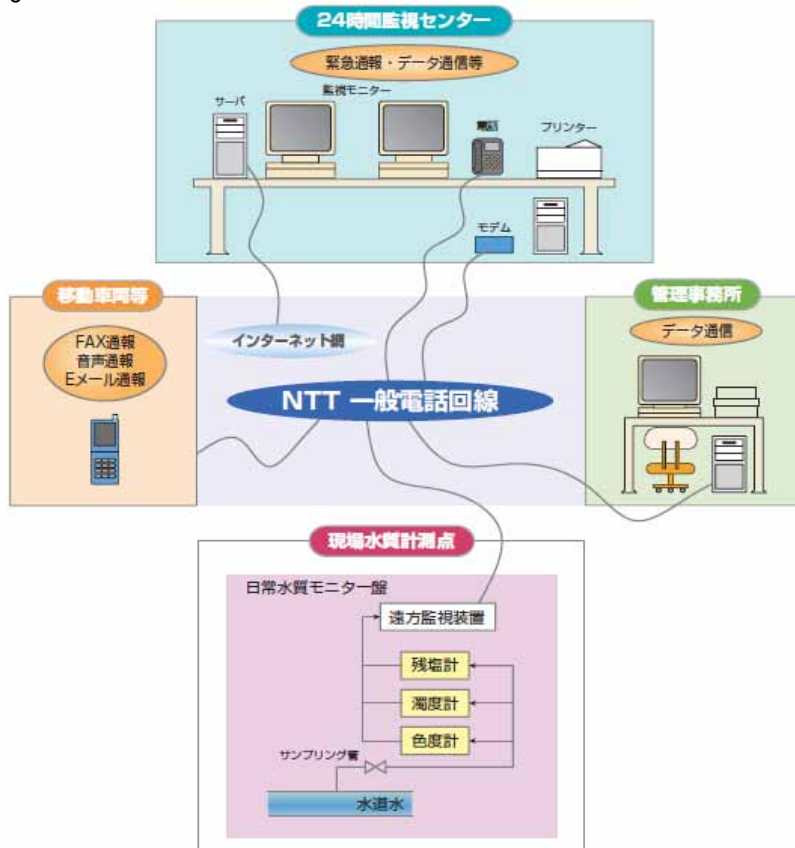 24時間監視センター
緊急通報・データ通信等
監視モニター
サーバ
電話
プリンター
モデム
移動車両等
FAX通報
音声通報
Eメール通報
インターネット網
管理事務所
データ通信
NTT 一般電話回線
現場水質計測点
日常水質モニター盤
遠方監視装置
残塩計
濁度計
色度計
サンプリング管
水道水